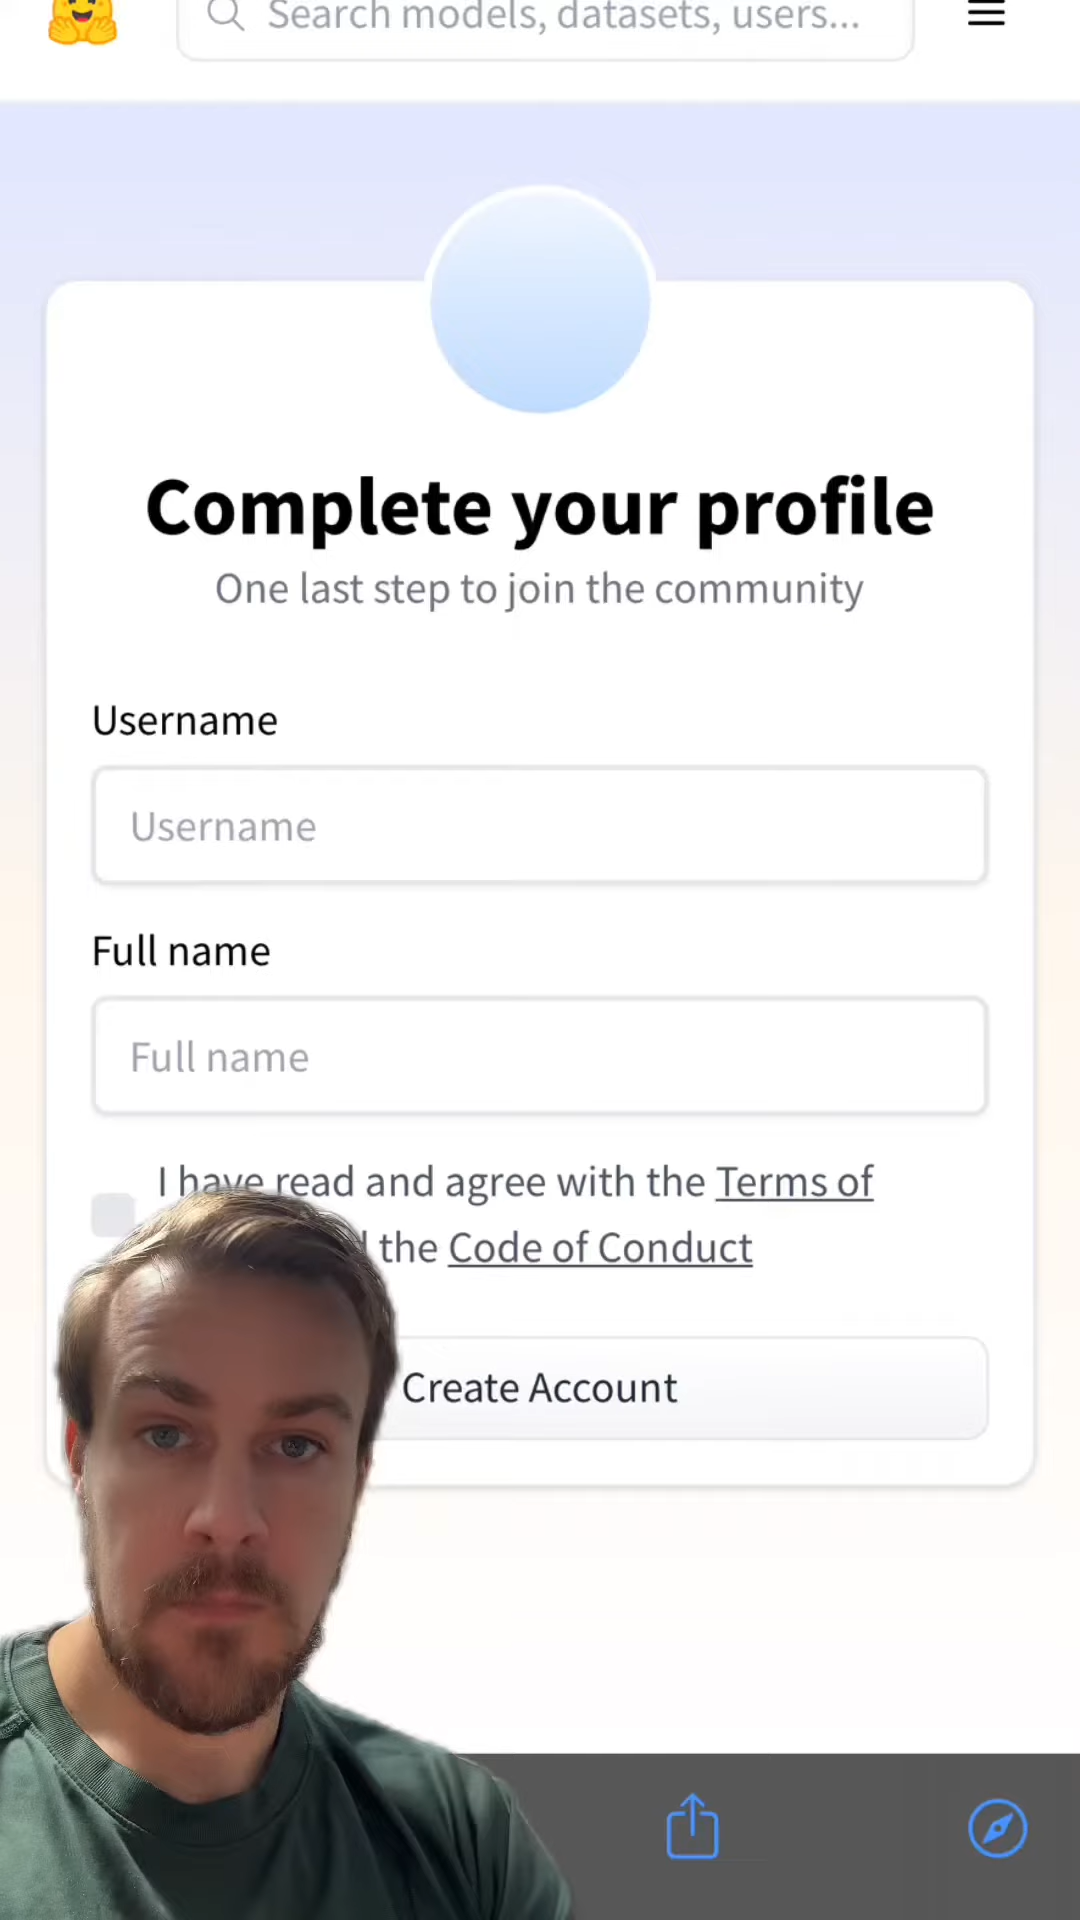 Search models, datasets, users...
Complete your profile
One last step to join the community
Username
Username
Full name
Full name
I have read and agree with the Terms of
the Code of Conduct
Create Account